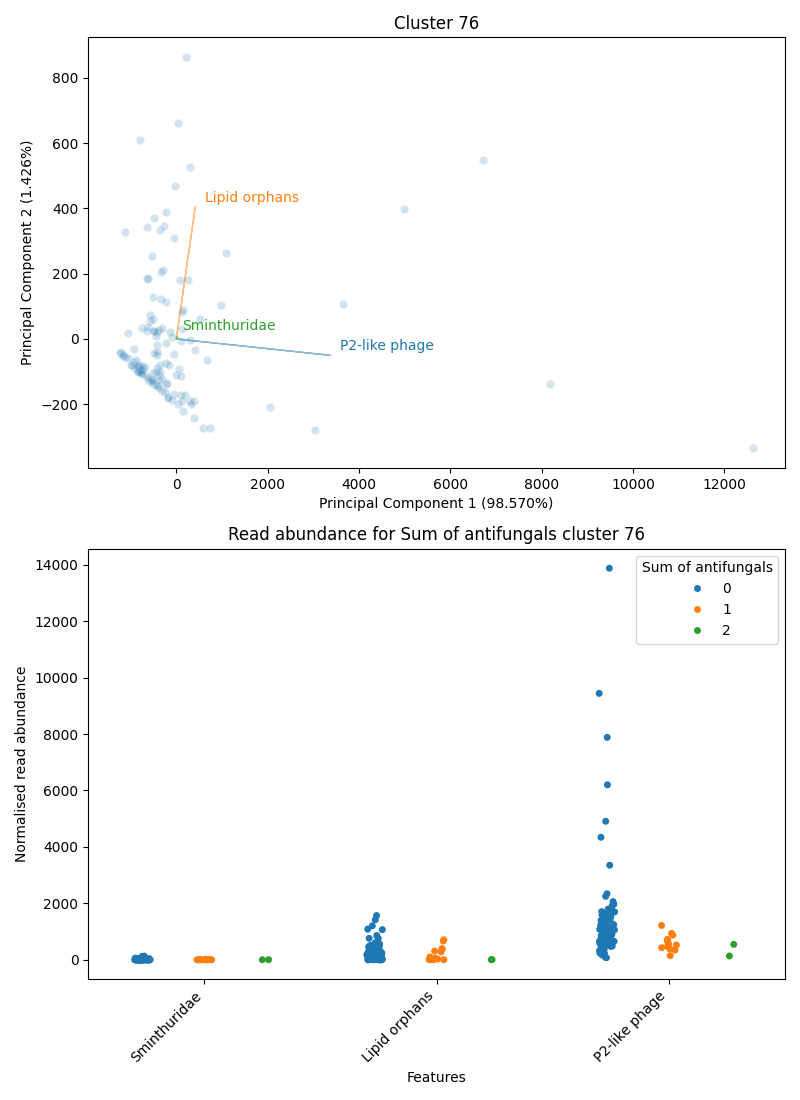 Cluster 76
800
600
400
200
0
−200
Principal Component 2 (1.426%)
Lipid orphans
Sminthuridae
P2-like phage
0 2000 4000 6000 8000 10000 12000
Principal Component 1 (98.570%)
Read abundance for Sum of antifungals cluster 76
14000
12000
10000
8000
6000
4000
2000
0
Normalised read abundance
Sum of antifungals
0
1
2
Sminthuridae
Lipid orphans
P2-like phage
Features